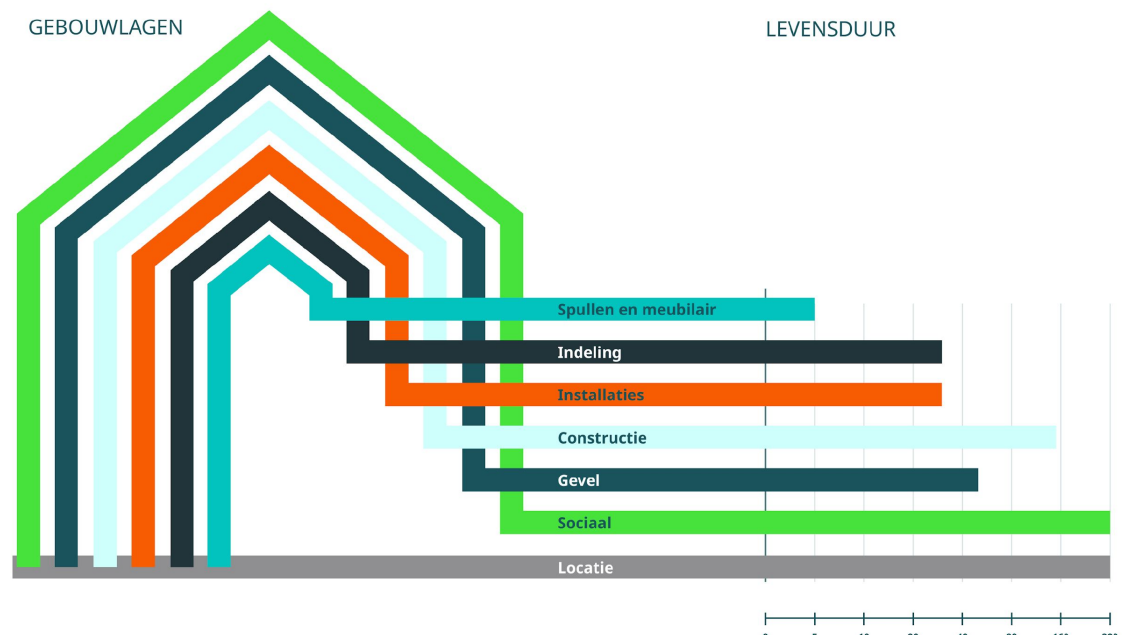 GEBOUWLAGEN
LEVENSDUUR
Spullen en meubilair
Indeling
Installaties
Constructie
Gevel
Sociaal
Locatie